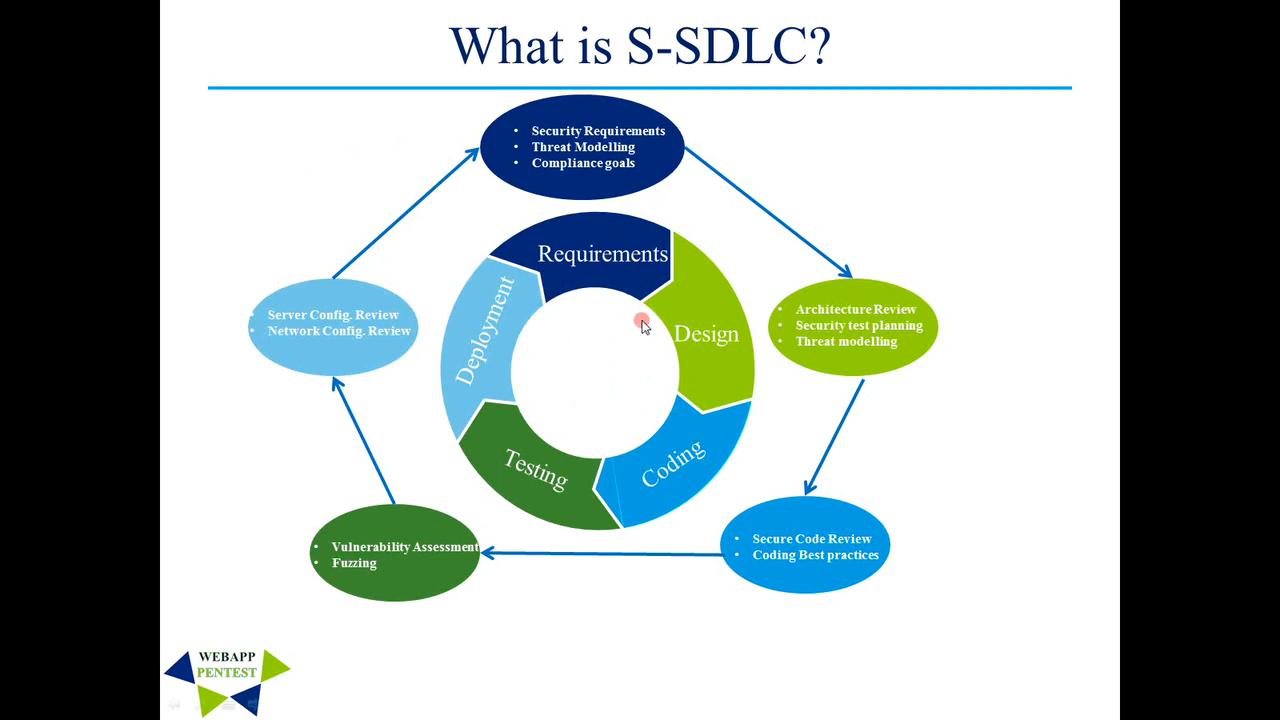 What is S-SDLC?
• Security Requirements
• Threat Modelling
• Compliance goals
Requirements
Design
Coding
Testing
Deployment
• Architecture Review
• Security test planning
• Threat modelling
• Secure Code Review
• Coding Best practices
• Vulnerability Assessment
• Fuzzing
• Server Config. Review
• Network Config. Review
WEBAPP
PENTEST